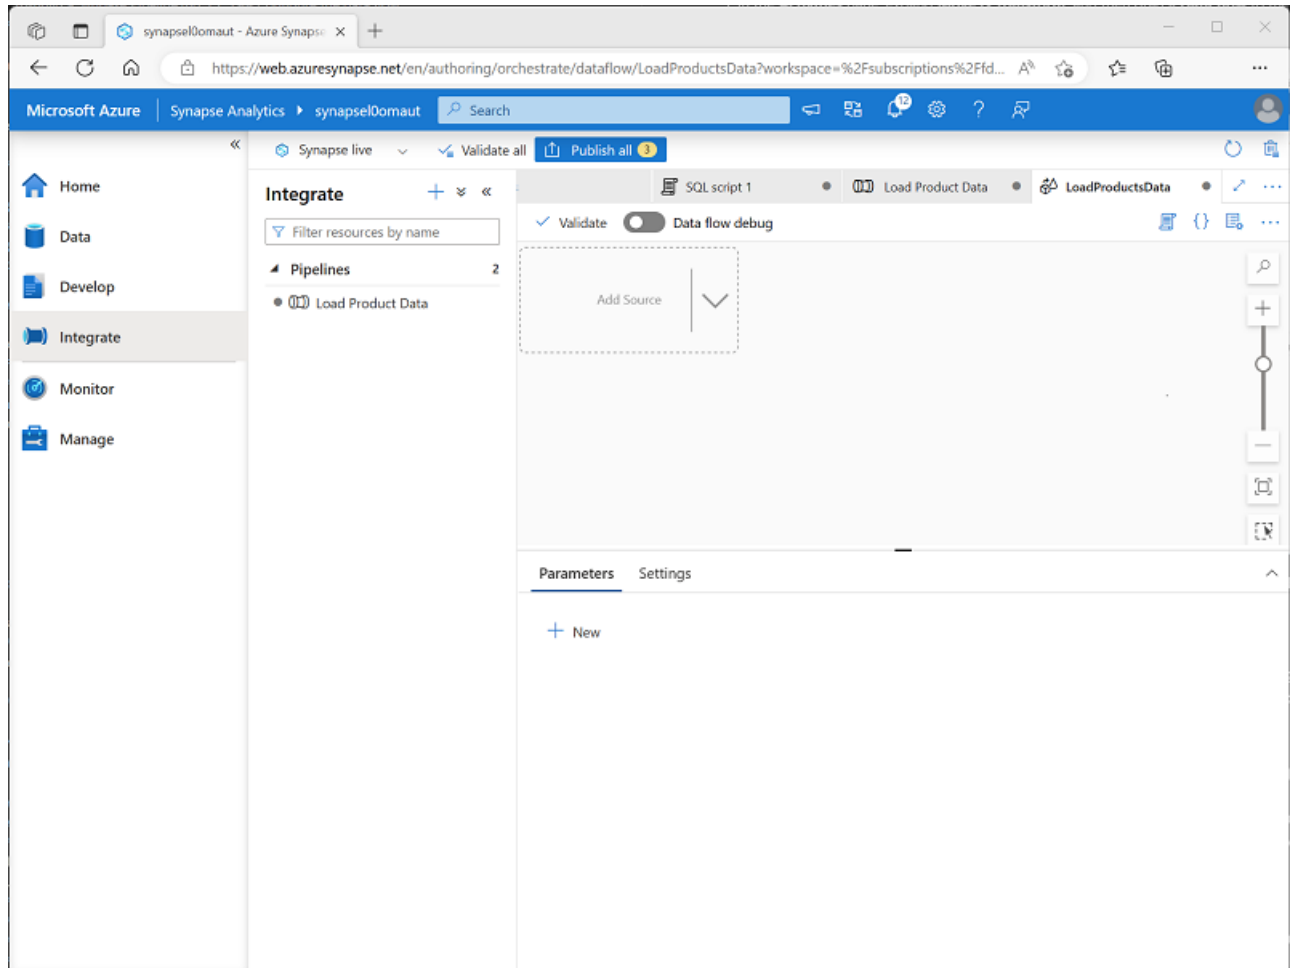 synapsel0omaut - Azure Synapse
https://web.azuresynapse.net/en/authoring/orchestrate/dataflow/LoadProductsData?workspace=%2Fsubscriptions%2Ffd...
Microsoft Azure Synapse Analytics synapsel0omaut Search 12
Synapse live Validate all Publish all 3
Home
Data
Develop
Integrate
Monitor
Manage
Integrate
Filter resources by name
Pipelines 2
Load Product Data
SQL script 1 Load Product Data LoadProductsData
Validate Data flow debug
Add Source
Parameters Settings
New